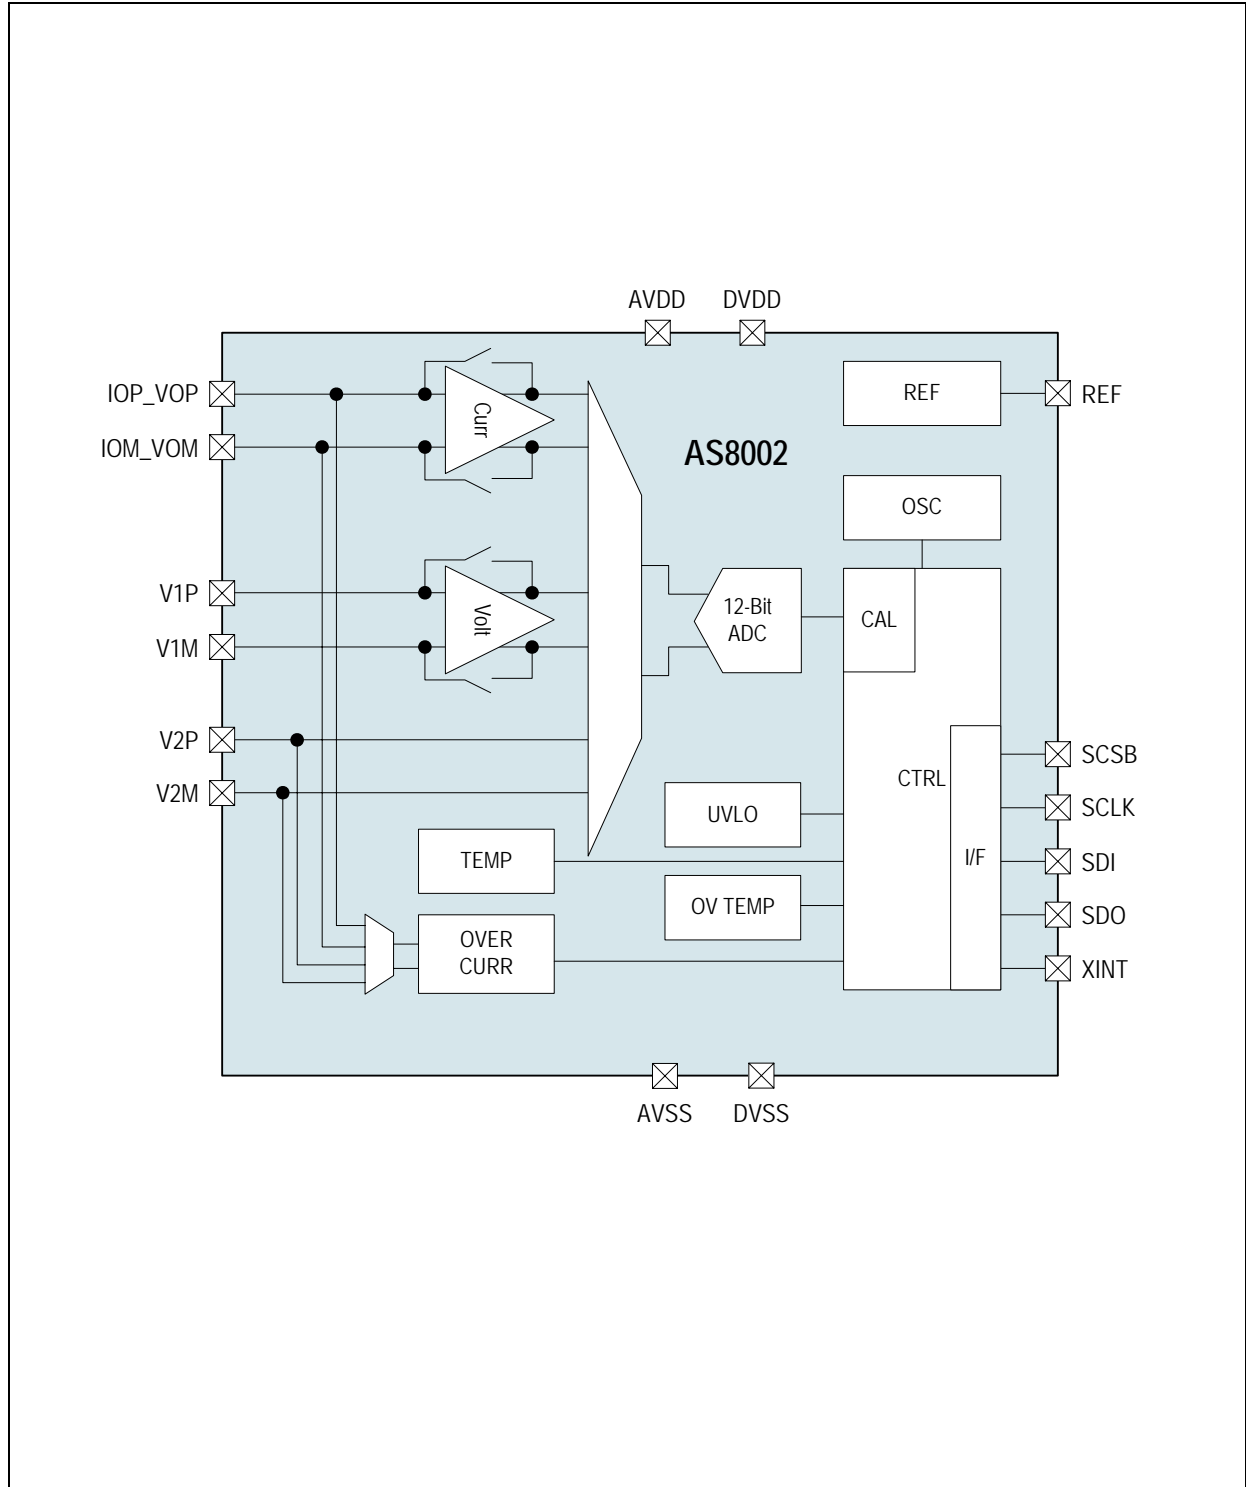 AVDD DVDD
IOP_VOP
REF
REF
Curr
IOM_VOM
AS8002
OSC
V1P
12-Bit
ADC
CAL
Volt
V1M
V2P
SCSB
CTRL
V2M
UVLO
SCLK
TEMP
I/F
SDI
OV TEMP
SDO
OVER
CURR
XINT
AVSS DVSS